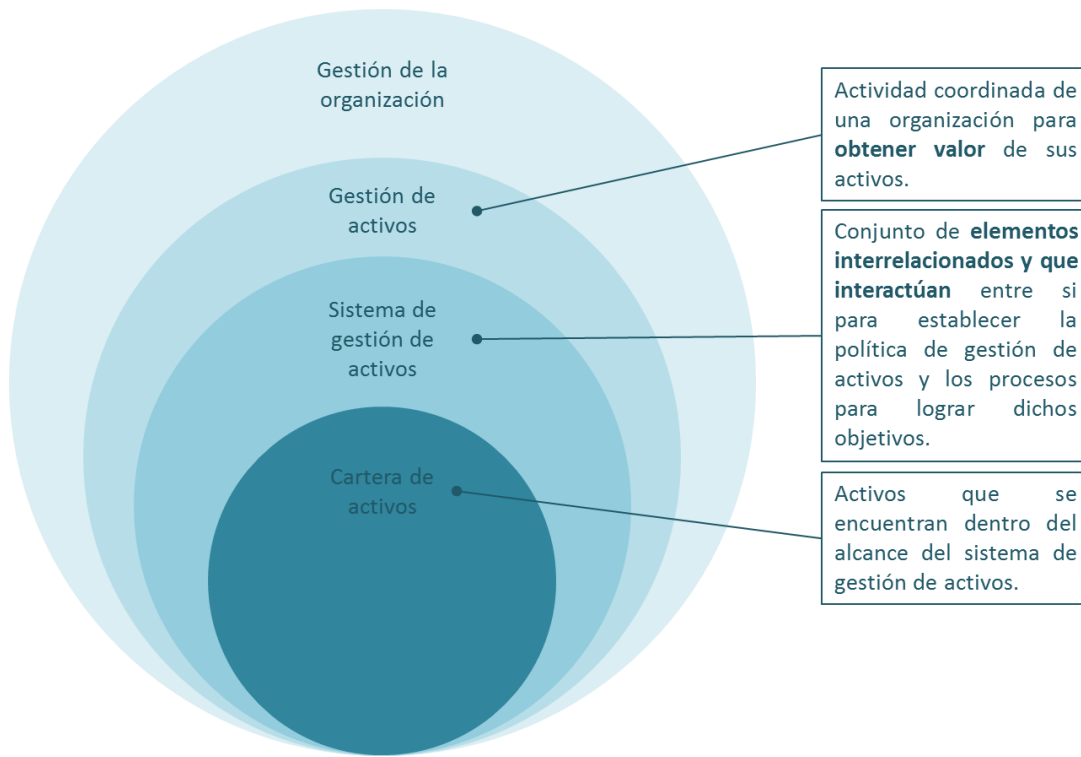 Gestión de la
organización
Gestión de
activos
Sistema de
gestión de
activos
Cartera de
activos
Actividad coordinada de
una organización para
obtener valor de sus
activos.
Conjunto de elementos
interrelacionados y que
interactúan entre si
para establecer la
política de gestión de
activos y los procesos
para lograr dichos
objetivos.
Activos que se
encuentran dentro del
alcance del sistema de
gestión de activos.